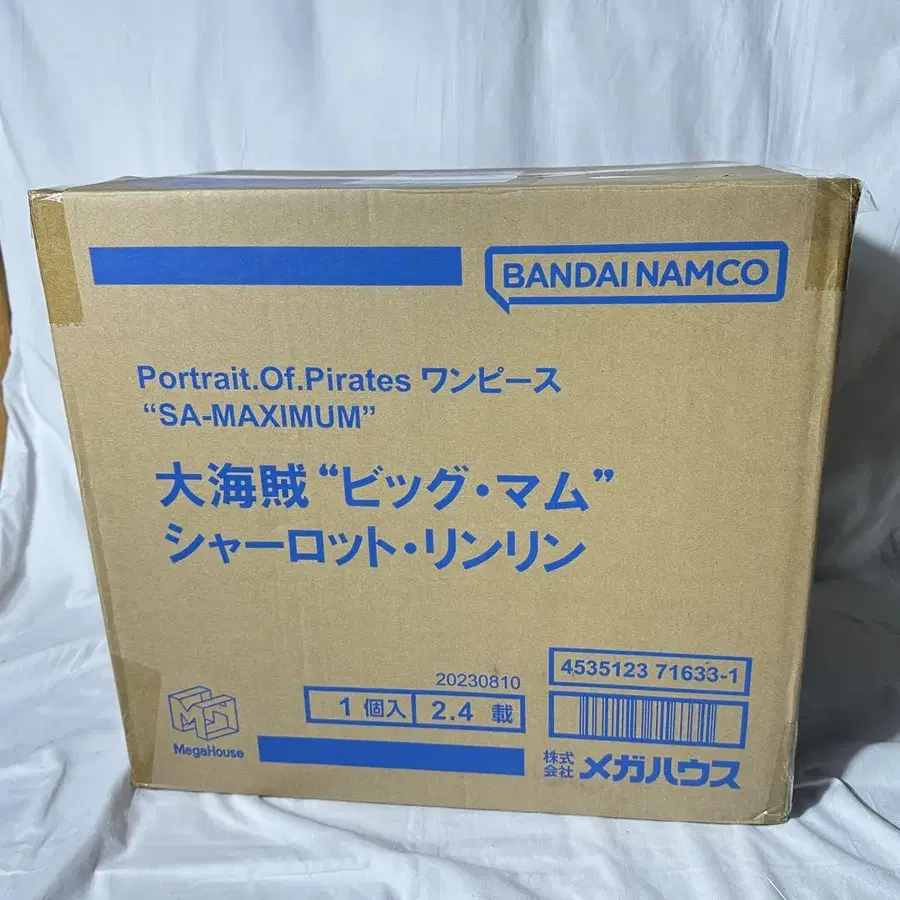 BANDAI NAMCO
Portrait.Of.Pirates ワンピース
“SA-MAXIMUM”
大海賊“ビッグ・マム”
シャーロット・リンリン
4535123 71633-1
20230810
1個入 2.4 載
MegaHouse
株式会社 メガハウス